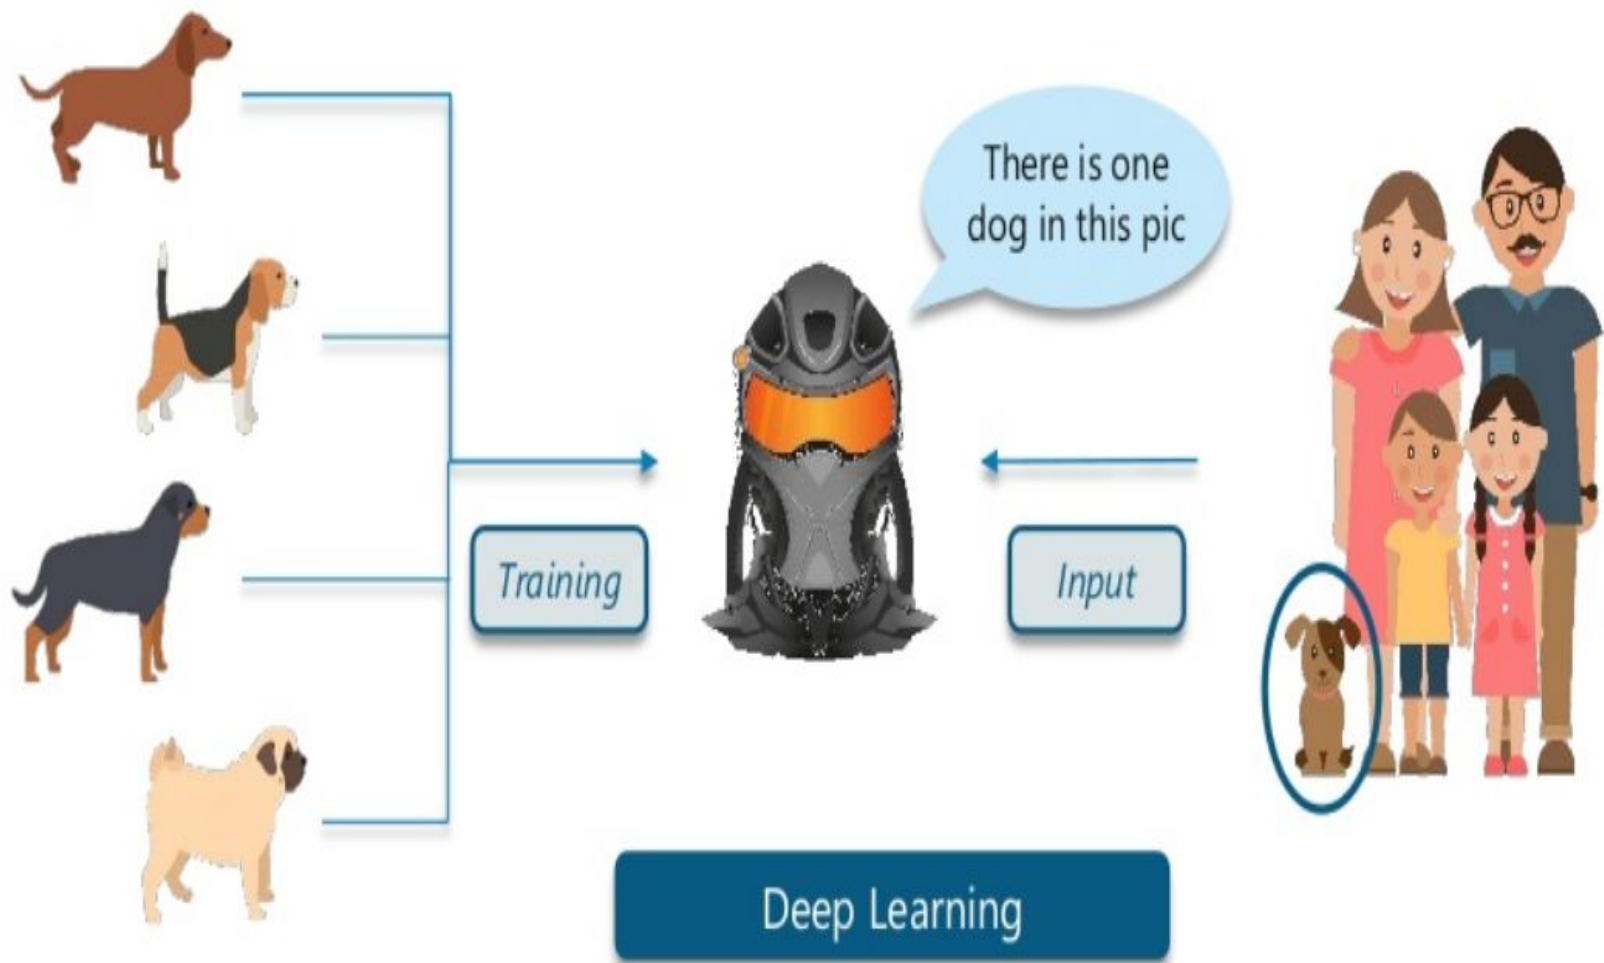 There is one
dog in this pic
Training
Input
Deep Learning